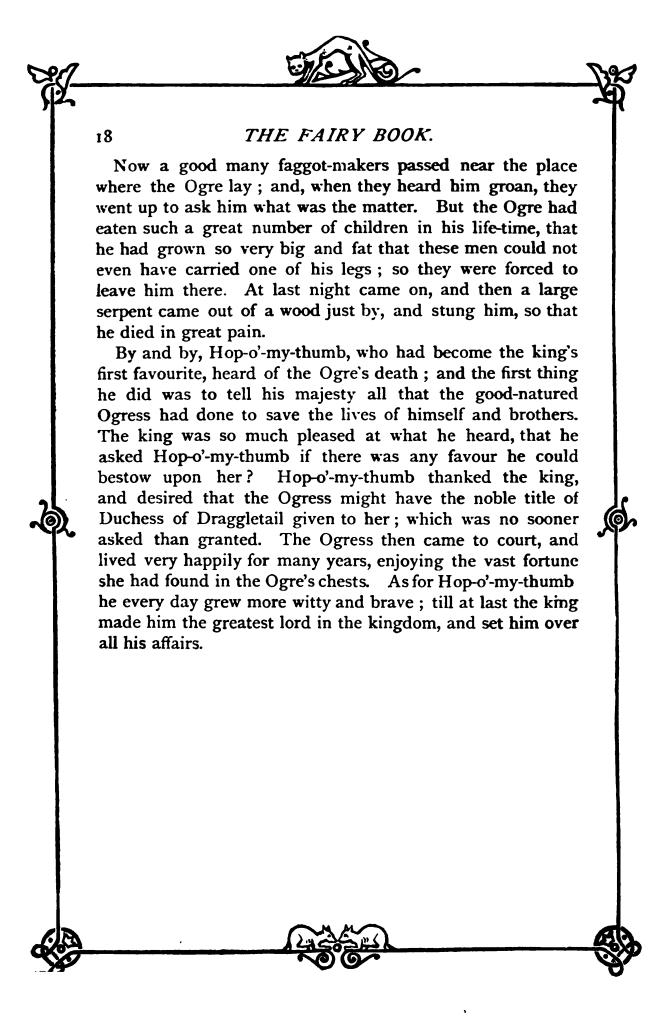 18 THE FAIRY BOOK.
Now a good many faggot-makers passed near the place
where the Ogre lay ; and, when they heard him groan, they
went up to ask him what was the matter. But the Ogre had
eaten such a great number of children in his life-time, that
he had grown so very big and fat that these men could not
even have carried one of his legs ; so they were forced to
leave him there. At last night came on, and then a large
serpent came out of a wood just by, and stung him, so that
he died in great pain.
By and by, Hop-o'-my-thumb, who had become the king's
first favourite, heard of the Ogre's death ; and the first thing
he did was to tell his majesty all that the good-natured
Ogress had done to save the lives of himself and brothers.
The king was so much pleased at what he heard, that he
asked Hop-o'-my-thumb if there was any favour he could
bestow upon her ? Hop-o'-my-thumb thanked the king,
and desired that the Ogress might have the noble title of
Duchess of Draggletail given to her ; which was no sooner
asked than granted. The Ogress then came to court, and
lived very happily for many years, enjoying the vast fortune
she had found in the Ogre's chests. As for Hop-o'-my-thumb
he every day grew more witty and brave ; till at last the king
made him the greatest lord in the kingdom, and set him over
all his affairs.